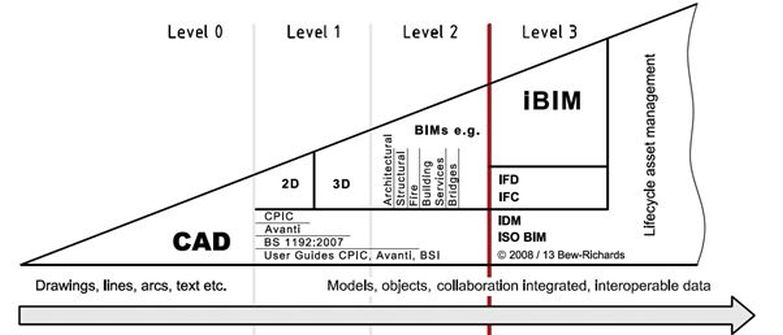 Level 0
Level 1
Level 2
Level 3
iBIM
BIMs e.g.
2D
3D
Architectural
Structural
Fire
Building
Services
Bridges
IFD
IFC
Lifecycle asset management
CAD
CPIC
Avanti
BS 1192:2007
User Guides CPIC, Avanti, BSI
IDM
ISO BIM
© 2008 / 13 Bew-Richards
Drawings, lines, arcs, text etc.
Models, objects, collaboration integrated, interoperable data